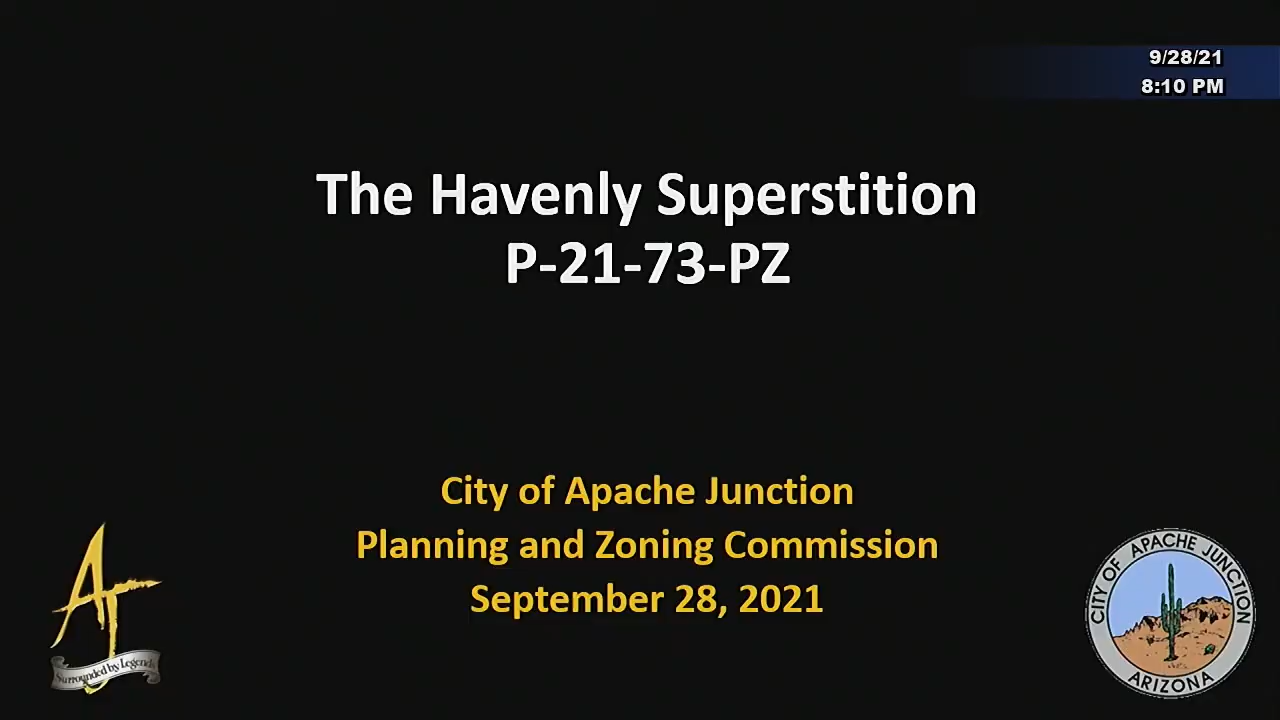 9/28/21
8:10 PM
The Havenly Superstition
P-21-73-PZ
City of Apache Junction
Planning and Zoning Commission
September 28, 2021
AJ
Surrounded by Legends
CITY OF APACHE JUNCTION
ARIZONA